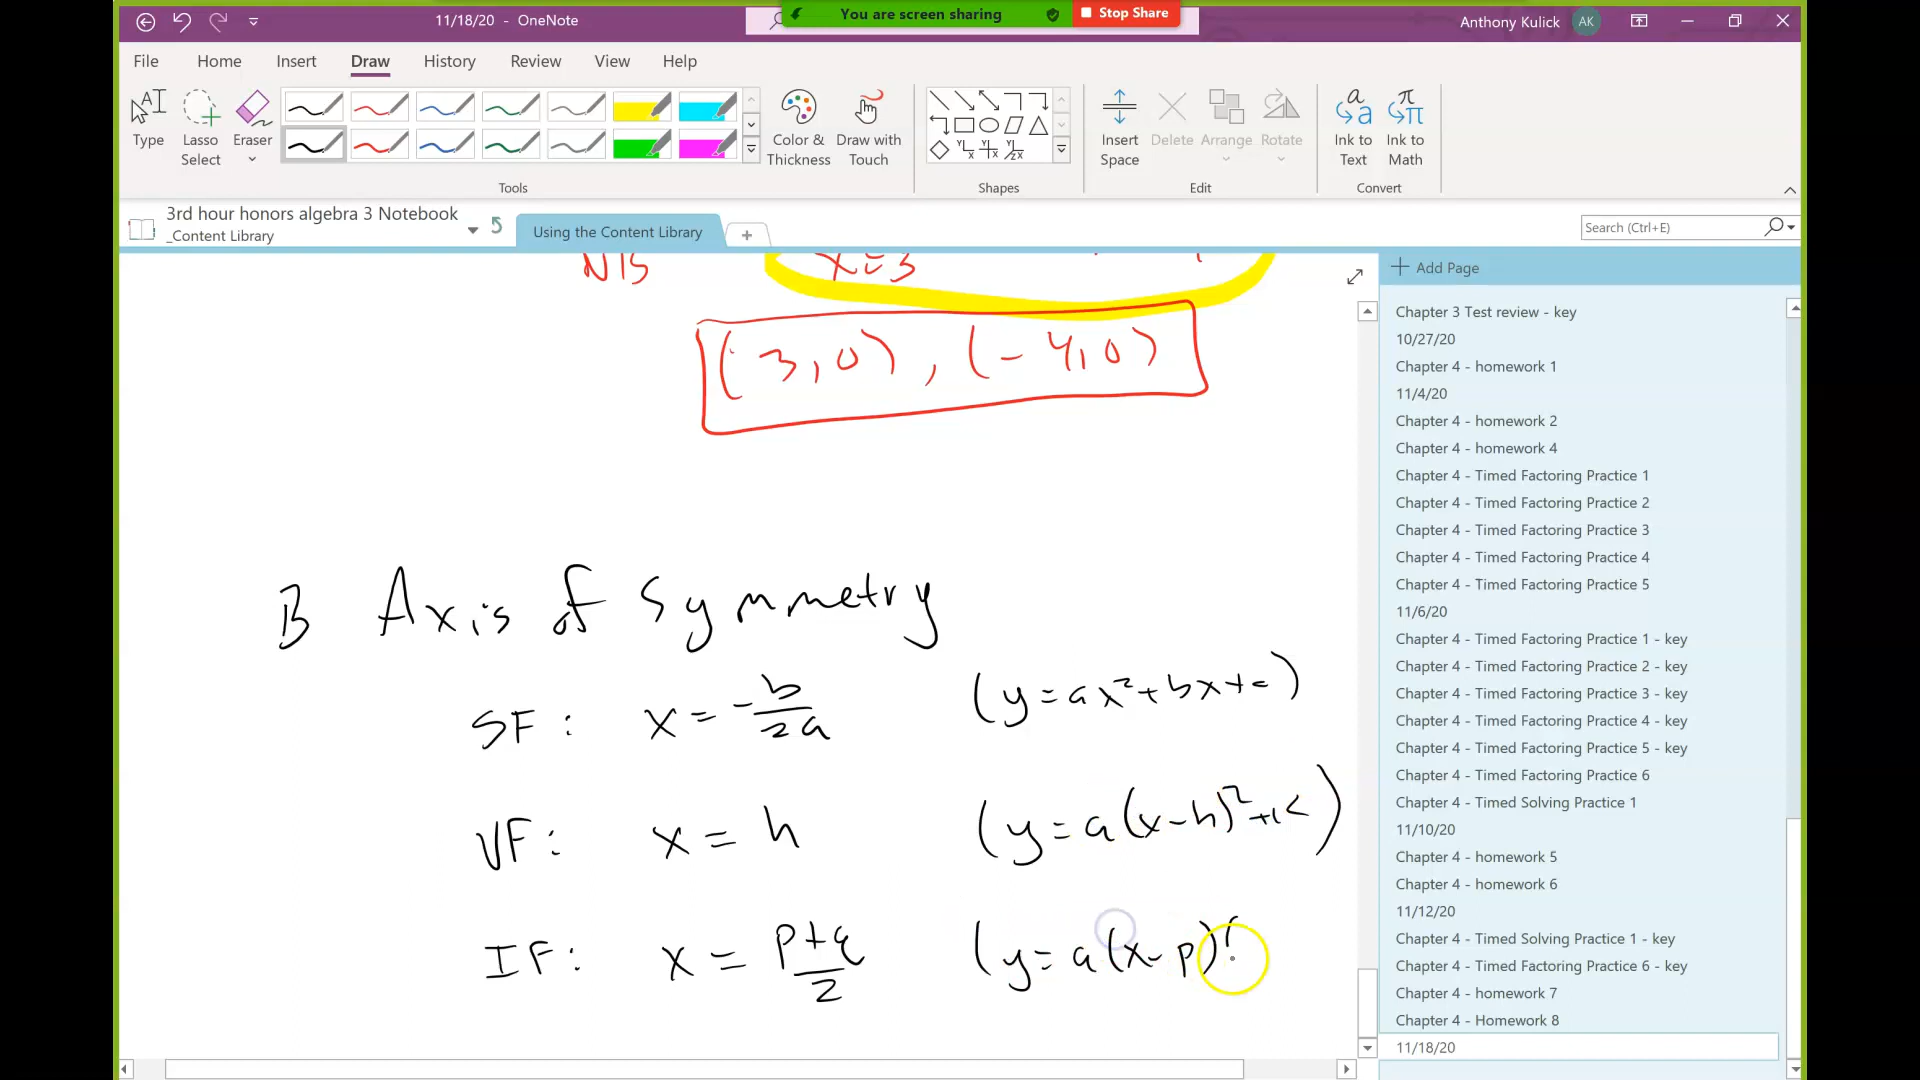 You are screen sharing
Stop Share
11/18/20 - OneNote
Anthony Kulick AK
File Home Insert Draw History Review View Help
Type
Lasso Select
Eraser
Color & Thickness
Draw with Touch
Insert Space
Delete
Arrange
Rotate
Ink to Text
Ink to Math
Tools
Shapes
Edit
Convert
3rd hour honors algebra 3 Notebook
_Content Library
Using the Content Library
Search (Ctrl+E)
x=3
(3,0), (-4,0)
B Axis of Symmetry
SF: x = -b/2a (y=ax²+bx+c)
VF: x = h (y=a(x-h)²+k)
IF: x = p+q/2 (y=a(x-p)(
Add Page
Chapter 3 Test review - key
10/27/20
Chapter 4 - homework 1
11/4/20
Chapter 4 - homework 2
Chapter 4 - homework 4
Chapter 4 - Timed Factoring Practice 1
Chapter 4 - Timed Factoring Practice 2
Chapter 4 - Timed Factoring Practice 3
Chapter 4 - Timed Factoring Practice 4
Chapter 4 - Timed Factoring Practice 5
11/6/20
Chapter 4 - Timed Factoring Practice 1 - key
Chapter 4 - Timed Factoring Practice 2 - key
Chapter 4 - Timed Factoring Practice 3 - key
Chapter 4 - Timed Factoring Practice 4 - key
Chapter 4 - Timed Factoring Practice 5 - key
Chapter 4 - Timed Factoring Practice 6
Chapter 4 - Timed Solving Practice 1
11/10/20
Chapter 4 - homework 5
Chapter 4 - homework 6
11/12/20
Chapter 4 - Timed Solving Practice 1 - key
Chapter 4 - Timed Factoring Practice 6 - key
Chapter 4 - homework 7
Chapter 4 - Homework 8
11/18/20